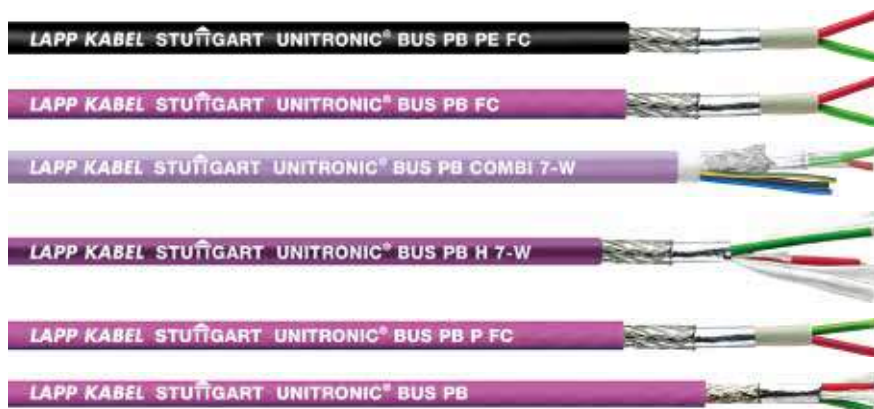 LAPP KABEL STUTTGART UNITRONIC® BUS PB PE FC
LAPP KABEL STUTTGART UNITRONIC® BUS PB FC
LAPP KABEL STUTTGART UNITRONIC® BUS PB COMBI 7-W
LAPP KABEL STUTTGART UNITRONIC® BUS PB H 7-W
LAPP KABEL STUTTGART UNITRONIC® BUS PB P FC
LAPP KABEL STUTTGART UNITRONIC® BUS PB